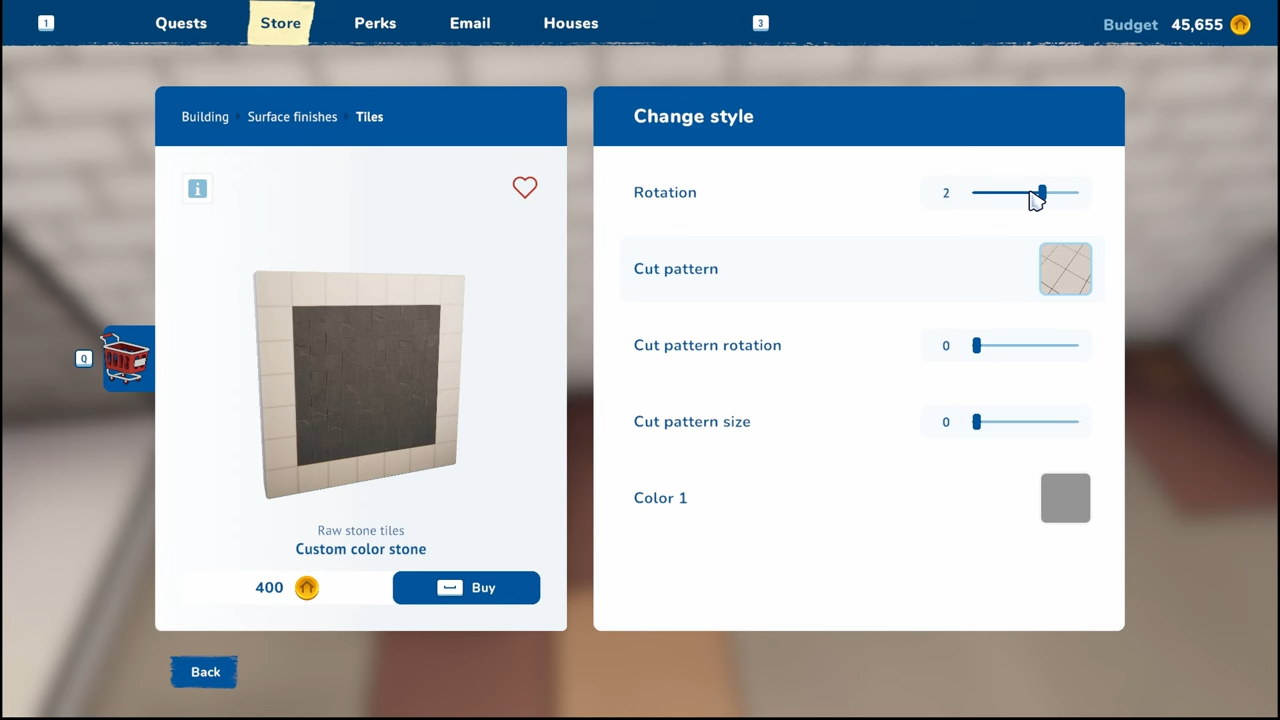 1
Quests
Store
Perks
Email
Houses
3
Budget 45,655
Building
Surface finishes
Tiles
Change style
i
Rotation
2
Cut pattern
Q
Cut pattern rotation
0
Cut pattern size
0
Color 1
Raw stone tiles
Custom color stone
400
Buy
Back